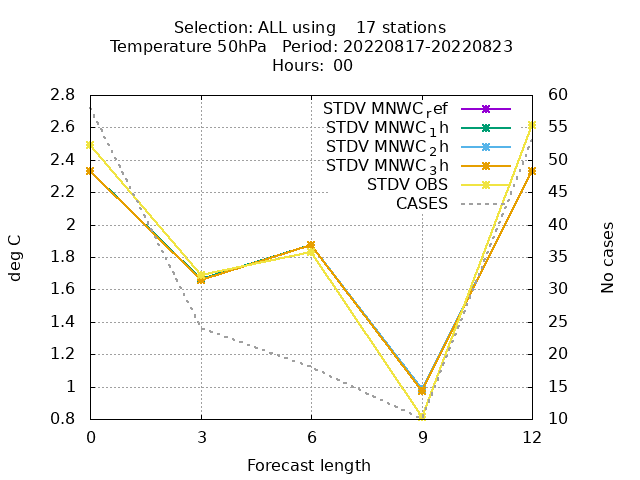 Selection: ALL using    17 stations
Temperature 50hPa   Period: 20220817-20220823
Hours:  00
STDV MNWC_ref
STDV MNWC_1h
STDV MNWC_2h
STDV MNWC_3h
STDV OBS
CASES
2.8
2.6
2.4
2.2
2
1.8
1.6
1.4
1.2
1
0.8
60
55
50
45
40
35
30
25
20
15
10
deg C
No cases
0 3 6 9 12
Forecast length